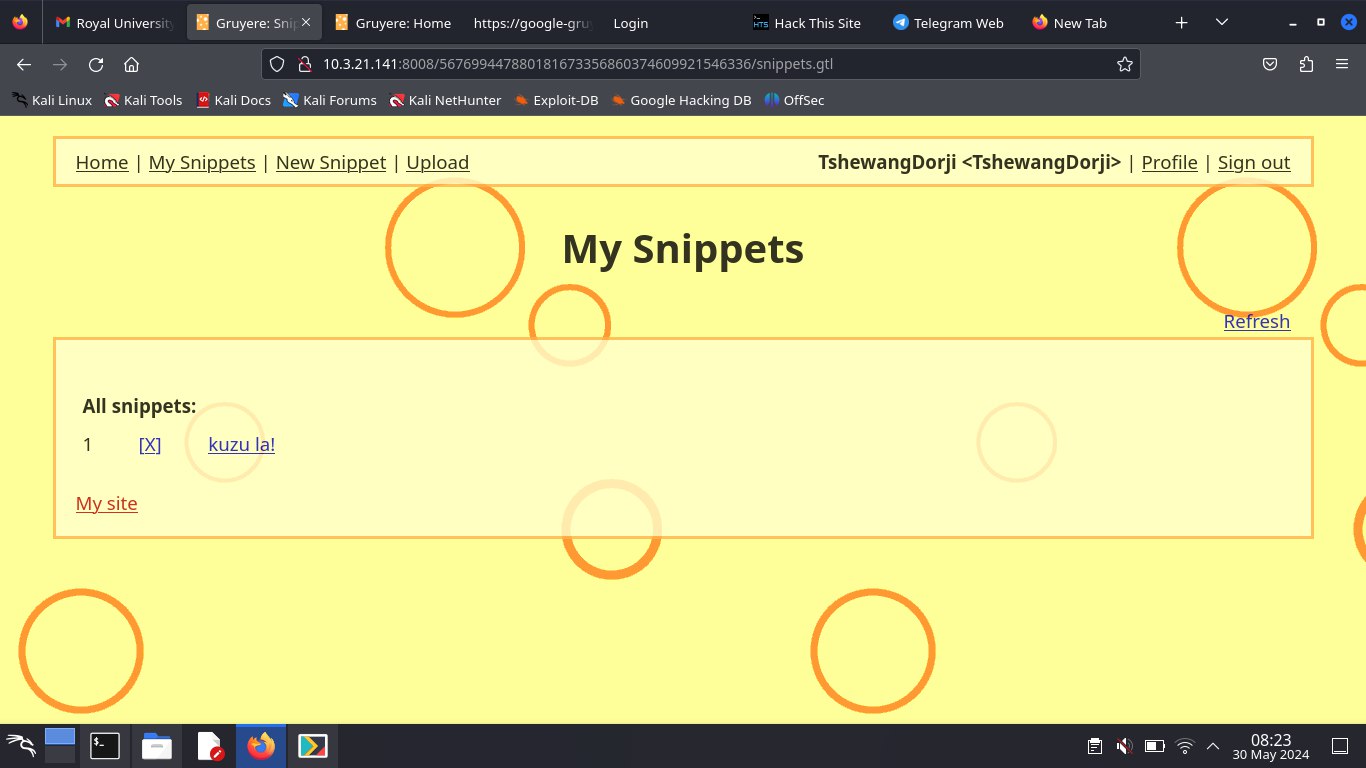 Royal University
Gruyere: Snip
Gruyere: Home
https://google-gru
Login
Hack This Site
Telegram Web
New Tab
10.3.21.141:8008/567699447880181673356860374609921546336/snippets.gtl
Kali Linux Kali Tools Kali Docs Kali Forums Kali NetHunter Exploit-DB Google Hacking DB OffSec
Home | My Snippets | New Snippet | Upload
TshewangDorji <TshewangDorji> | Profile | Sign out
My Snippets
Refresh
All snippets:
1 [X] kuzu la!
My site
08:23
30 May 2024